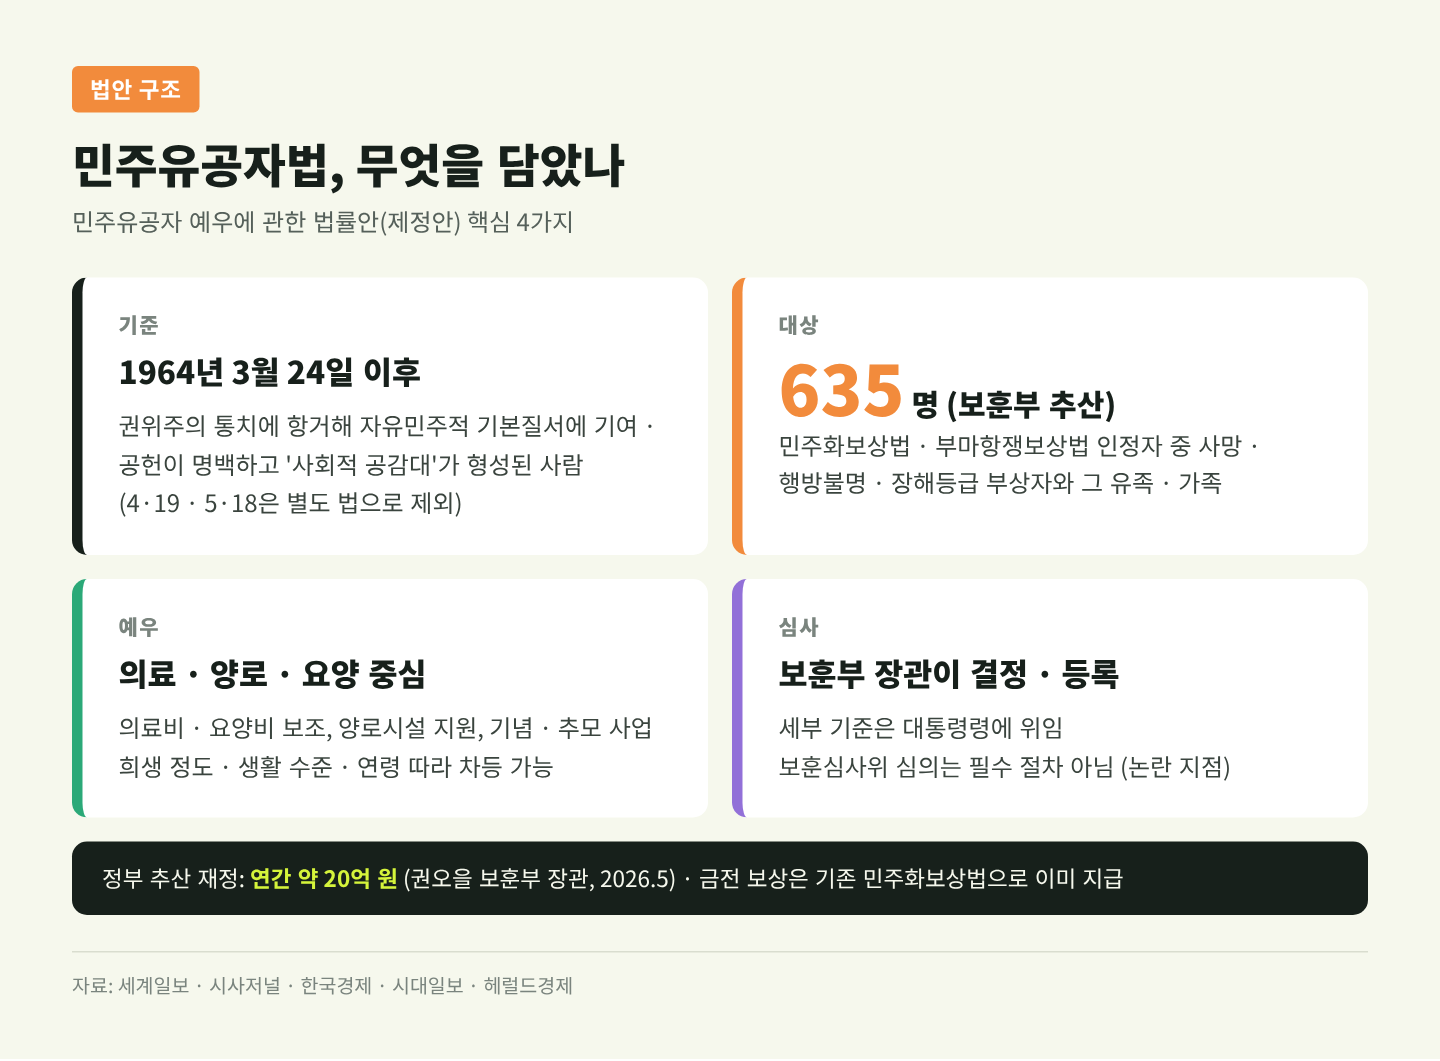 법안 구조
민주유공자법, 무엇을 담았나
민주유공자 예우에 관한 법률안(제정안) 핵심 4가지
기준
1964년 3월 24일 이후
권위주의 통치에 항거해 자유민주적 기본질서에 기여 ·
공헌이 명백하고 '사회적 공감대'가 형성된 사람
(4·19 · 5·18은 별도 법으로 제외)
대상
635 명 (보훈부 추산)
민주화보상법 · 부마항쟁보상법 인정자 중 사망 ·
행방불명 · 장해등급 부상자와 그 유족 · 가족
예우
의료 · 양로 · 요양 중심
의료비 · 요양비 보조, 양로시설 지원, 기념 · 추모 사업
희생 정도 · 생활 수준 · 연령 따라 차등 가능
심사
보훈부 장관이 결정 · 등록
세부 기준은 대통령령에 위임
보훈심사위 심의는 필수 절차 아님 (논란 지점)
정부 추산 재정: 연간 약 20억 원 (권오을 보훈부 장관, 2026.5) · 금전 보상은 기존 민주화보상법으로 이미 지급
자료: 세계일보 · 시사저널 · 한국경제 · 시대일보 · 헤럴드경제